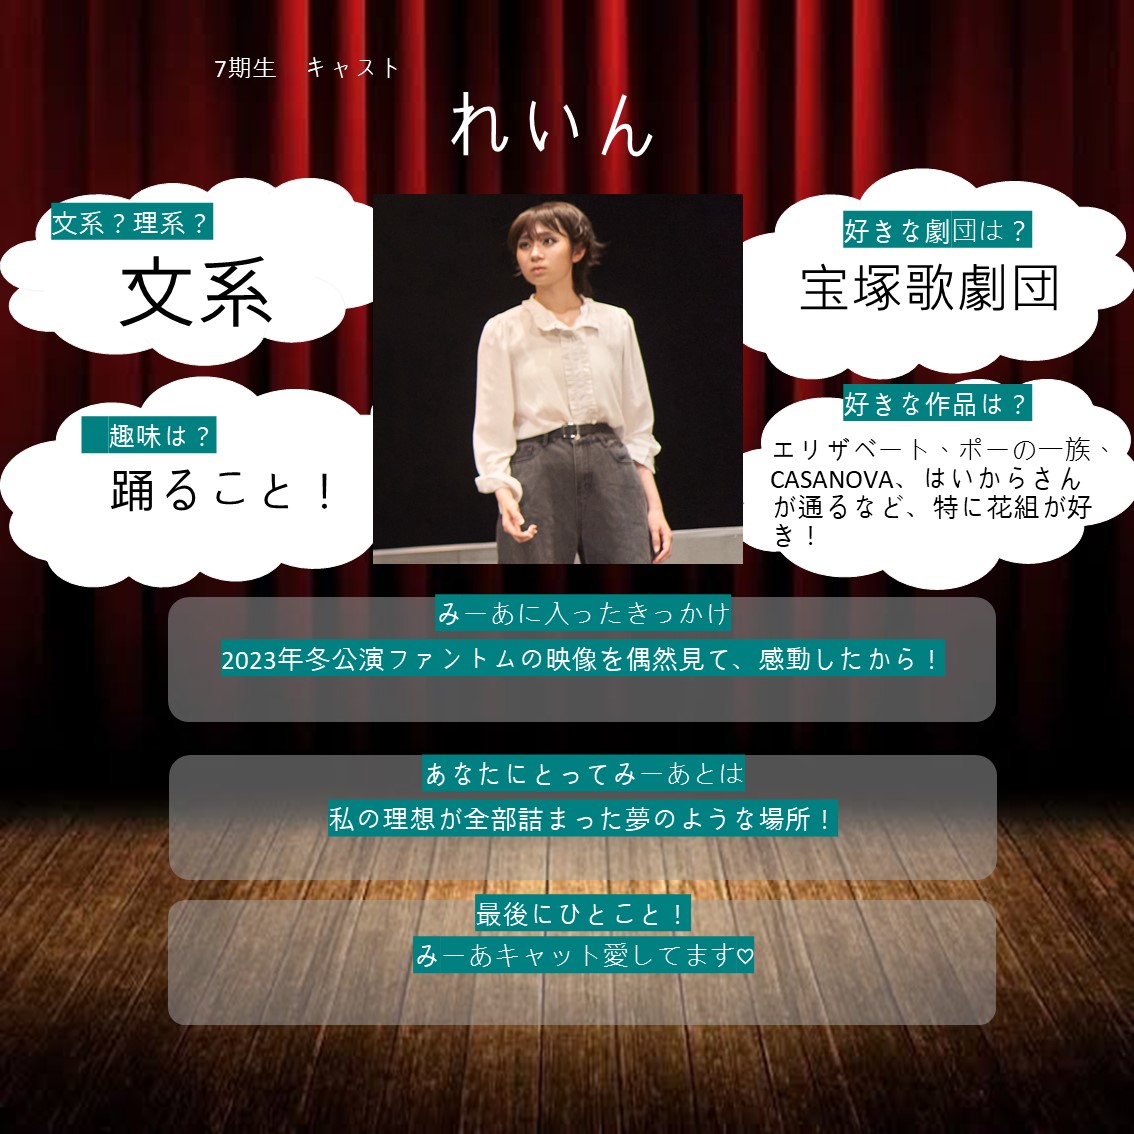 7期生　キャスト
れいん
文系？理系？
文系
好きな劇団は？
宝塚歌劇団
趣味は？
踊ること！
好きな作品は？
エリザベート、ポーの一族、
CASANOVA、はいからさん
が通るなど、特に花組が好
き！
みーあに入ったきっかけ
2023年冬公演ファントムの映像を偶然見て、感動したから！
あなたにとってみーあとは
私の理想が全部詰まった夢のような場所！
最後にひとこと！
みーあキャット愛してます♡